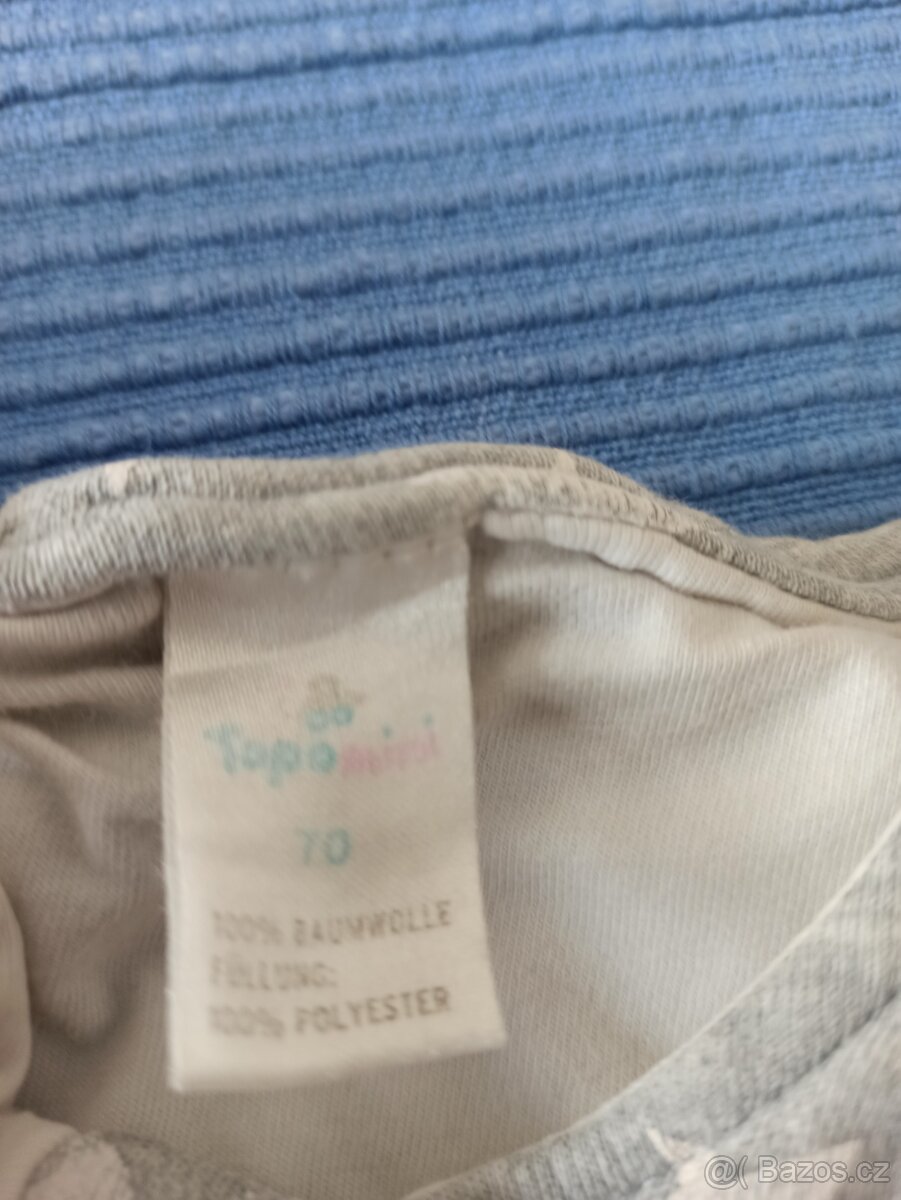 Topomini
70
100% BAUMWOLLE
FÜLLUNG:
100% POLYESTER
@( Bazos.cz